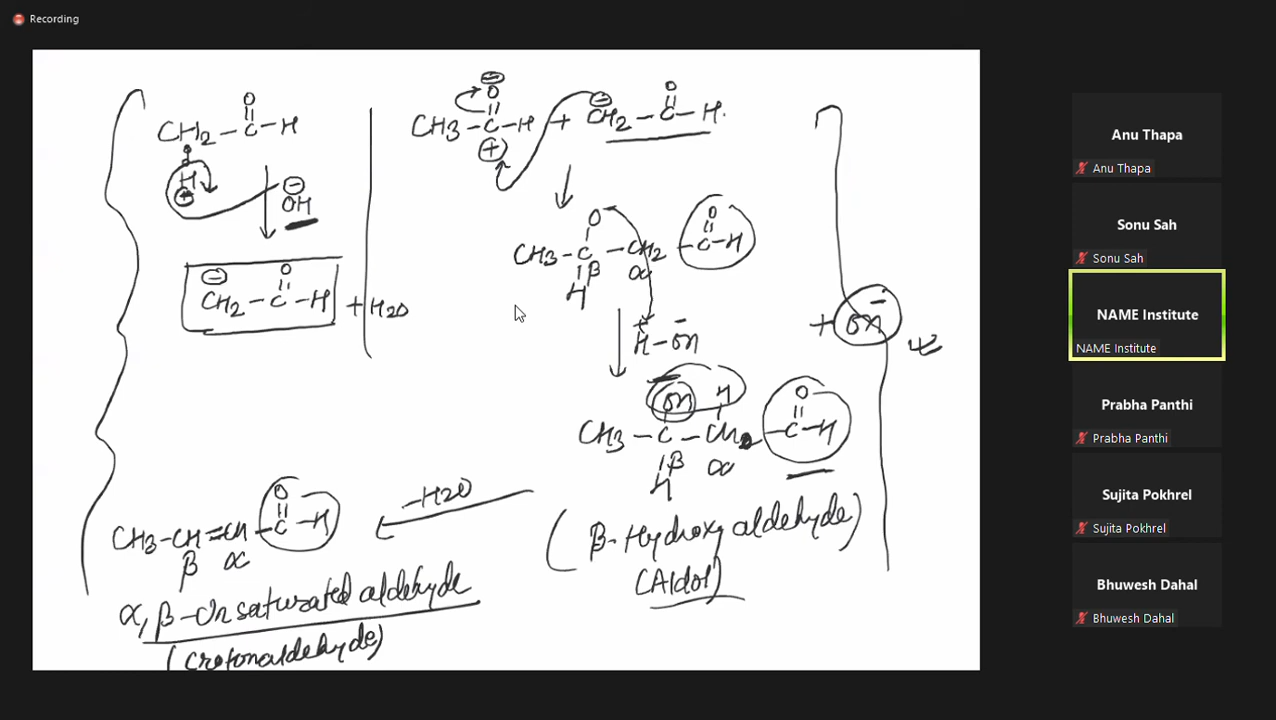 Recording
O
||
CH2 – C – H
H
⊕
⊖
OH
⊖ O
||
CH2 – C – H + H2O
⊖
O O
|| ||
CH3 – C – H + CH2 – C – H
⊕ ⊖
O O
||
CH3 – C – CH2 – C – H
β α
H
H – OH
+ OH -
OH H O
||
CH3 – C – CH – C – H
β α
H
(β-Hydroxy aldehyde)
(Aldol)
-H2O
O
||
CH3 – CH = CH – C – H
β α
α, β-Unsaturated aldehyde
(crotonaldehyde)
Anu Thapa
Anu Thapa
Sonu Sah
Sonu Sah
NAME Institute
NAME Institute
Prabha Panthi
Prabha Panthi
Sujita Pokhrel
Sujita Pokhrel
Bhuwesh Dahal
Bhuwesh Dahal